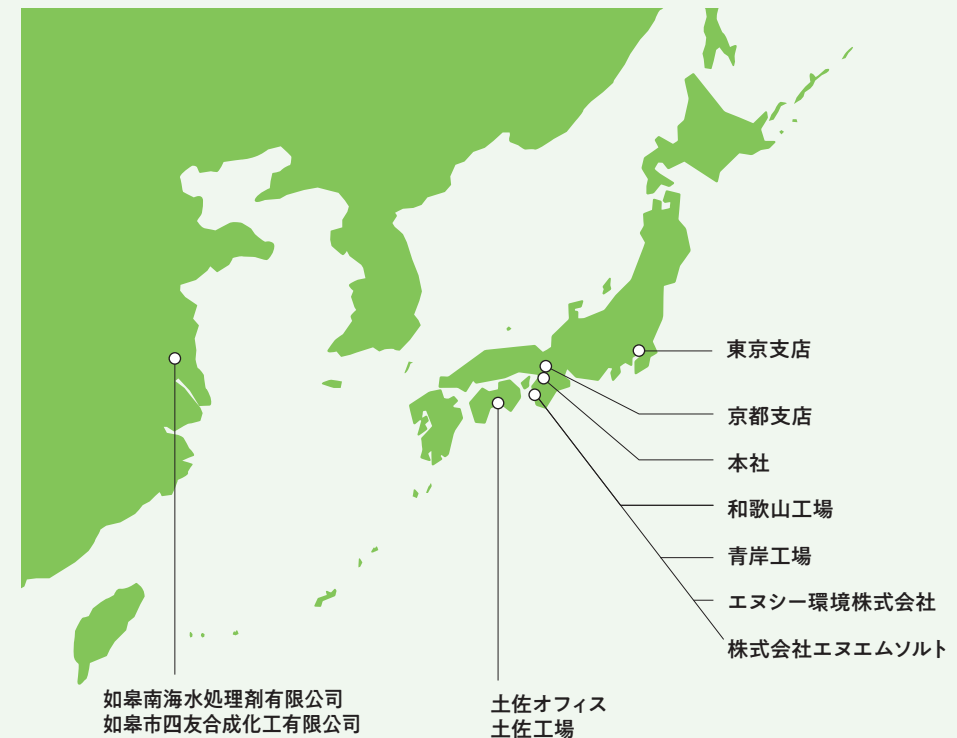 東京支店
京都支店
本社
和歌山工場
青岸工場
エヌシー環境株式会社
株式会社エヌエムソルト
如皋南海水処理剤有限公司
如皋市四友合成化工有限公司
土佐オフィス
土佐工場